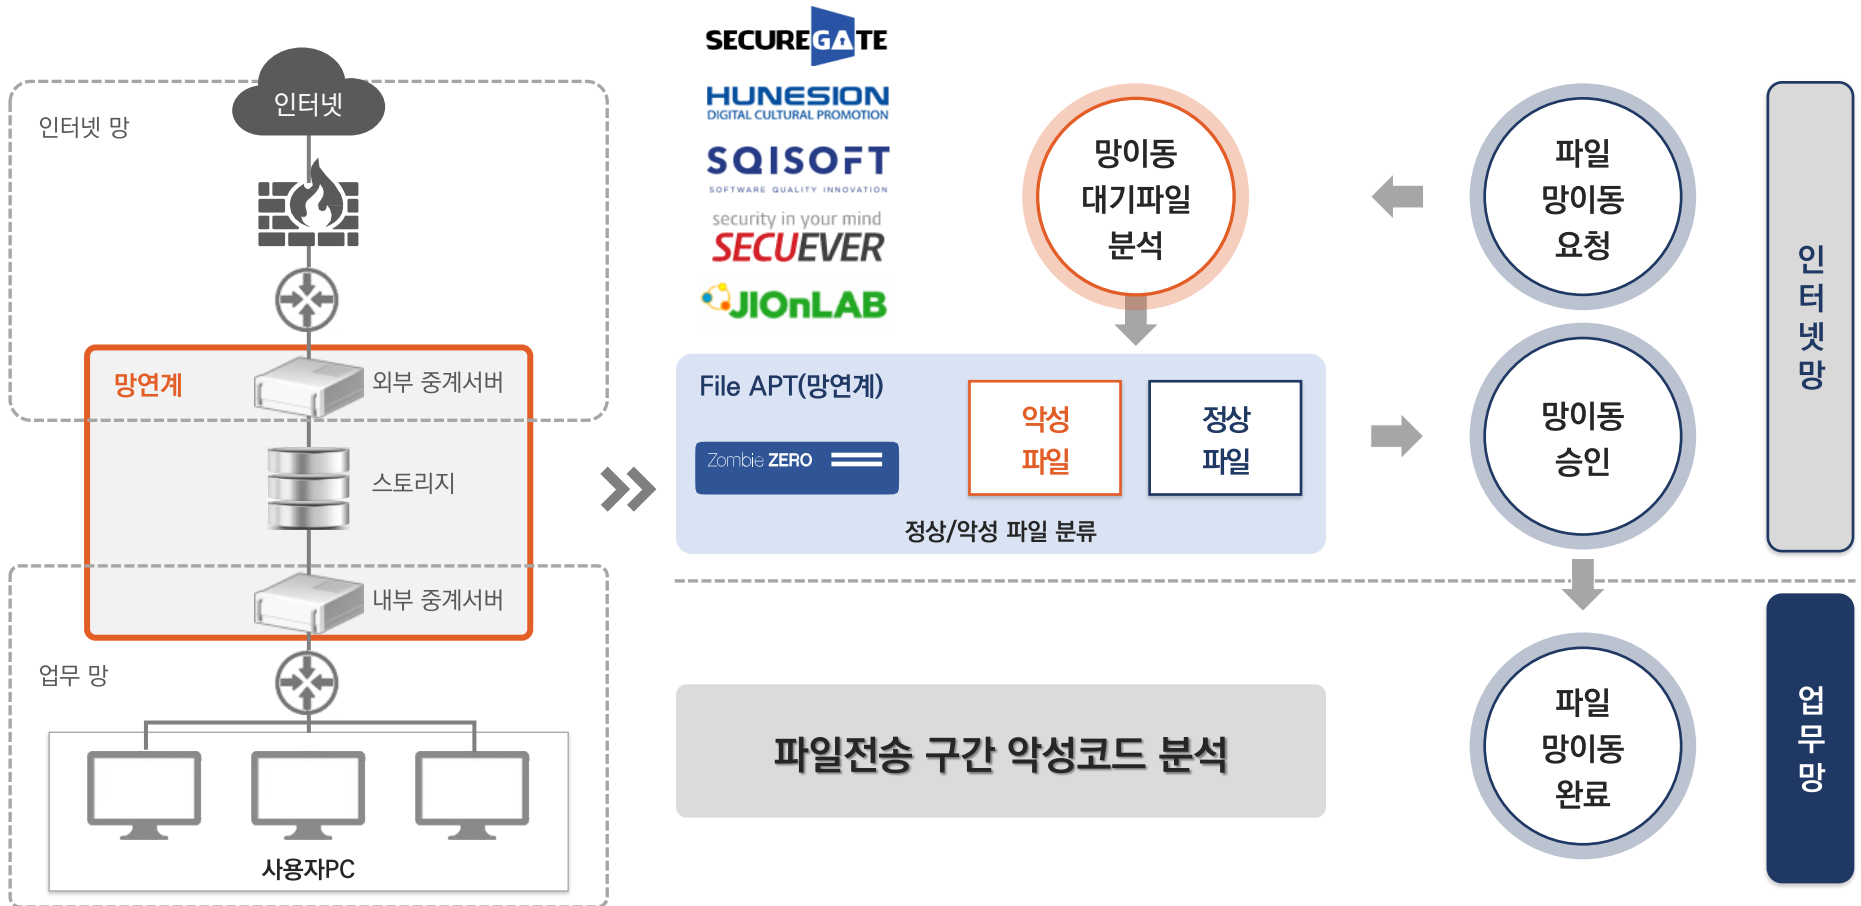 인터넷
인터넷 망
망연계
외부 중계서버
스토리지
내부 중계서버
업무 망
사용자PC
SECUREGATE
HUNESION
DIGITAL CULTURAL PROMOTION
SQISOFT
SOFTWARE QUALITY INNOVATION
security in your mind
SECUEVER
JIOnLAB
망이동
대기파일
분석
파일
망이동
요청
File APT(망연계)
Zombie ZERO
악성
파일
정상
파일
정상/악성 파일 분류
망이동
승인
파일전송 구간 악성코드 분석
파일
망이동
완료
인
터
넷
망
업
무
망